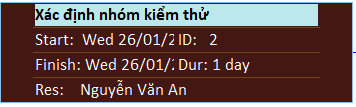 Xác định nhóm kiểm thử
Start: Wed 26/01/2 ID: 2
Finish: Wed 26/01/2 Dur: 1 day
Res: Nguyễn Văn An